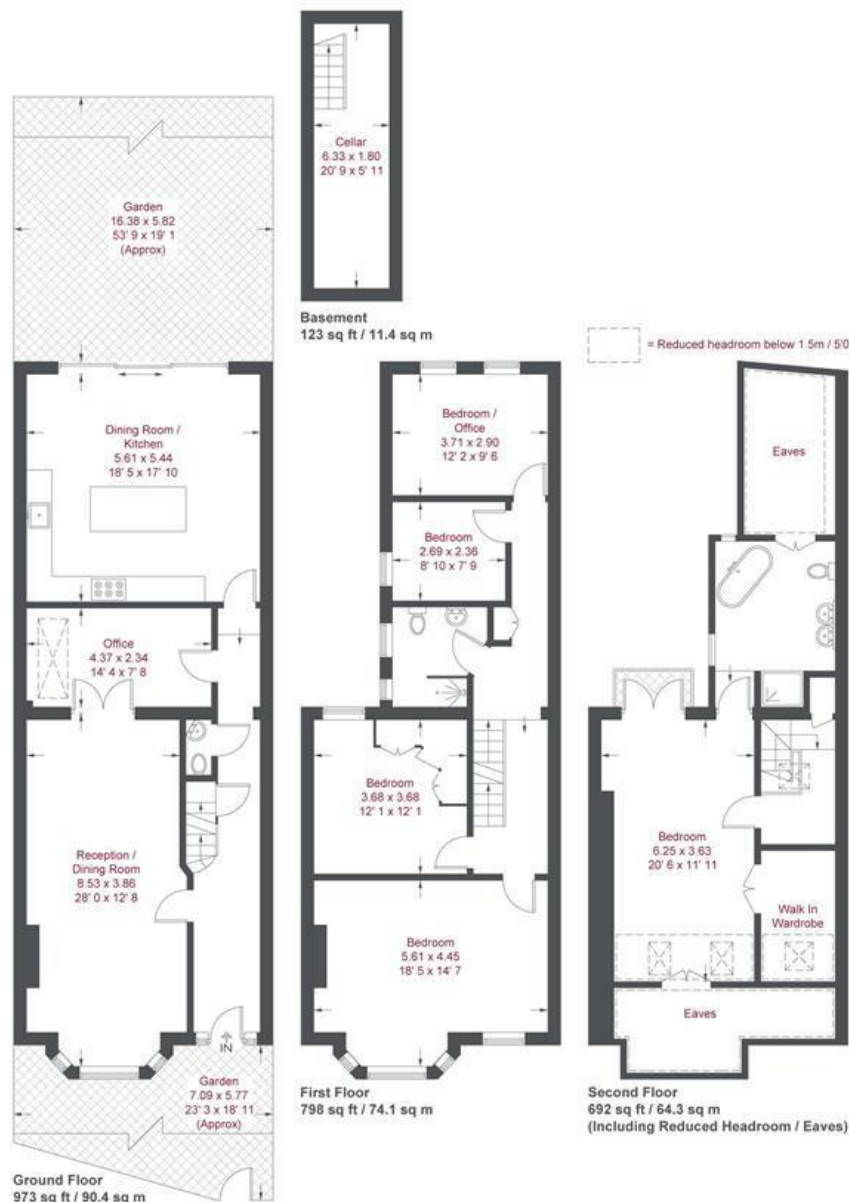 Cellar
6.33 x 1.80
20' 9 x 5' 11
Basement
123 sq ft / 11.4 sq m
Garden
16.38 x 5.82
53' 9 x 19' 1
(Approx)
Dining Room /
Kitchen
5.61 x 5.44
18' 5 x 17' 10
Office
4.37 x 2.34
14' 4 x 7' 8
Reception /
Dining Room
8.53 x 3.86
28' 0 x 12' 8
IN
Garden
7.09 x 5.77
23' 3 x 18' 11
(Approx)
Ground Floor
973 sq ft / 90.4 sq m
Bedroom /
Office
3.71 x 2.90
12' 2 x 9' 6
Bedroom
2.69 x 2.36
8' 10 x 7' 9
Bedroom
3.68 x 3.68
12' 1 x 12' 1
Bedroom
5.61 x 4.45
18' 5 x 14' 7
First Floor
798 sq ft / 74.1 sq m
= Reduced headroom below 1.5m / 5'0
Eaves
Bedroom
6.25 x 3.63
20' 6 x 11' 11
Walk In
Wardrobe
Eaves
Second Floor
692 sq ft / 64.3 sq m
(Including Reduced Headroom / Eaves)